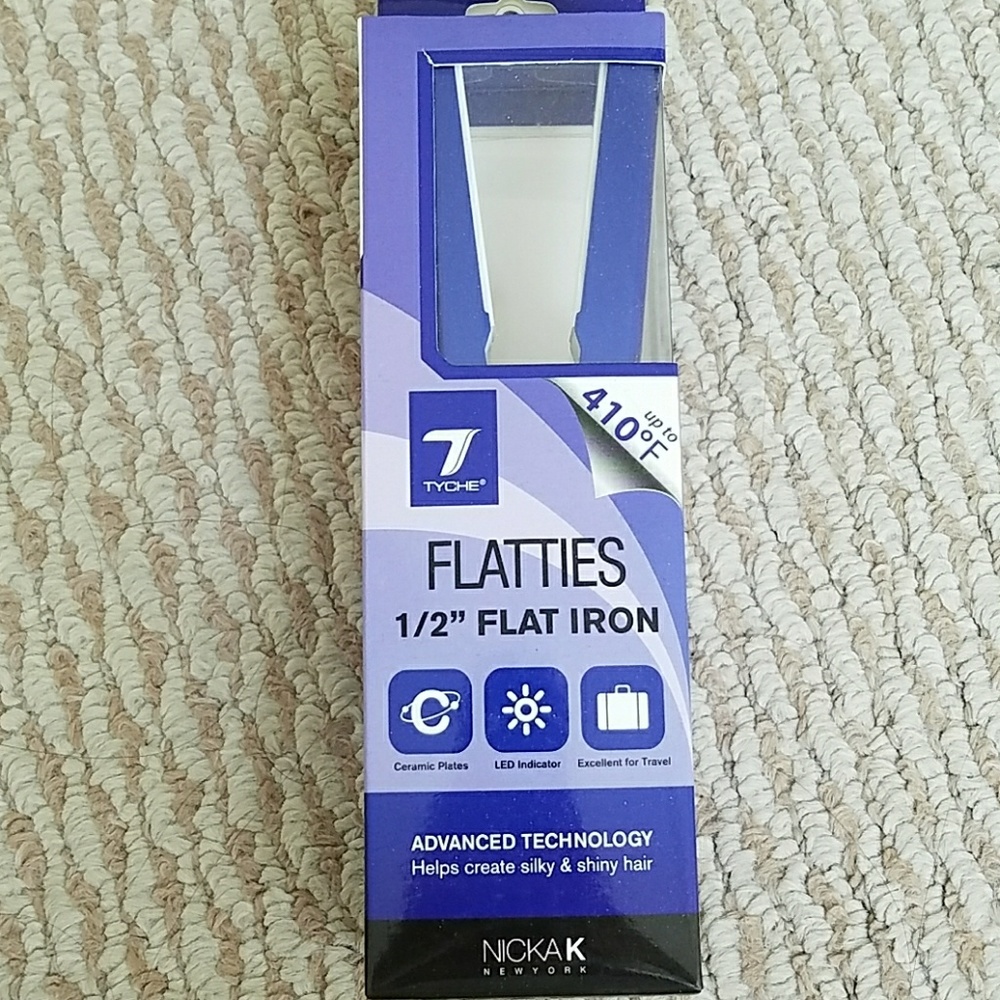 up to
410°F
TYCHE®
FLATTIES
1/2” FLAT IRON
Ceramic Plates
LED Indicator
Excellent for Travel
ADVANCED TECHNOLOGY
Helps create silky & shiny hair
NICKA K
NEW YORK